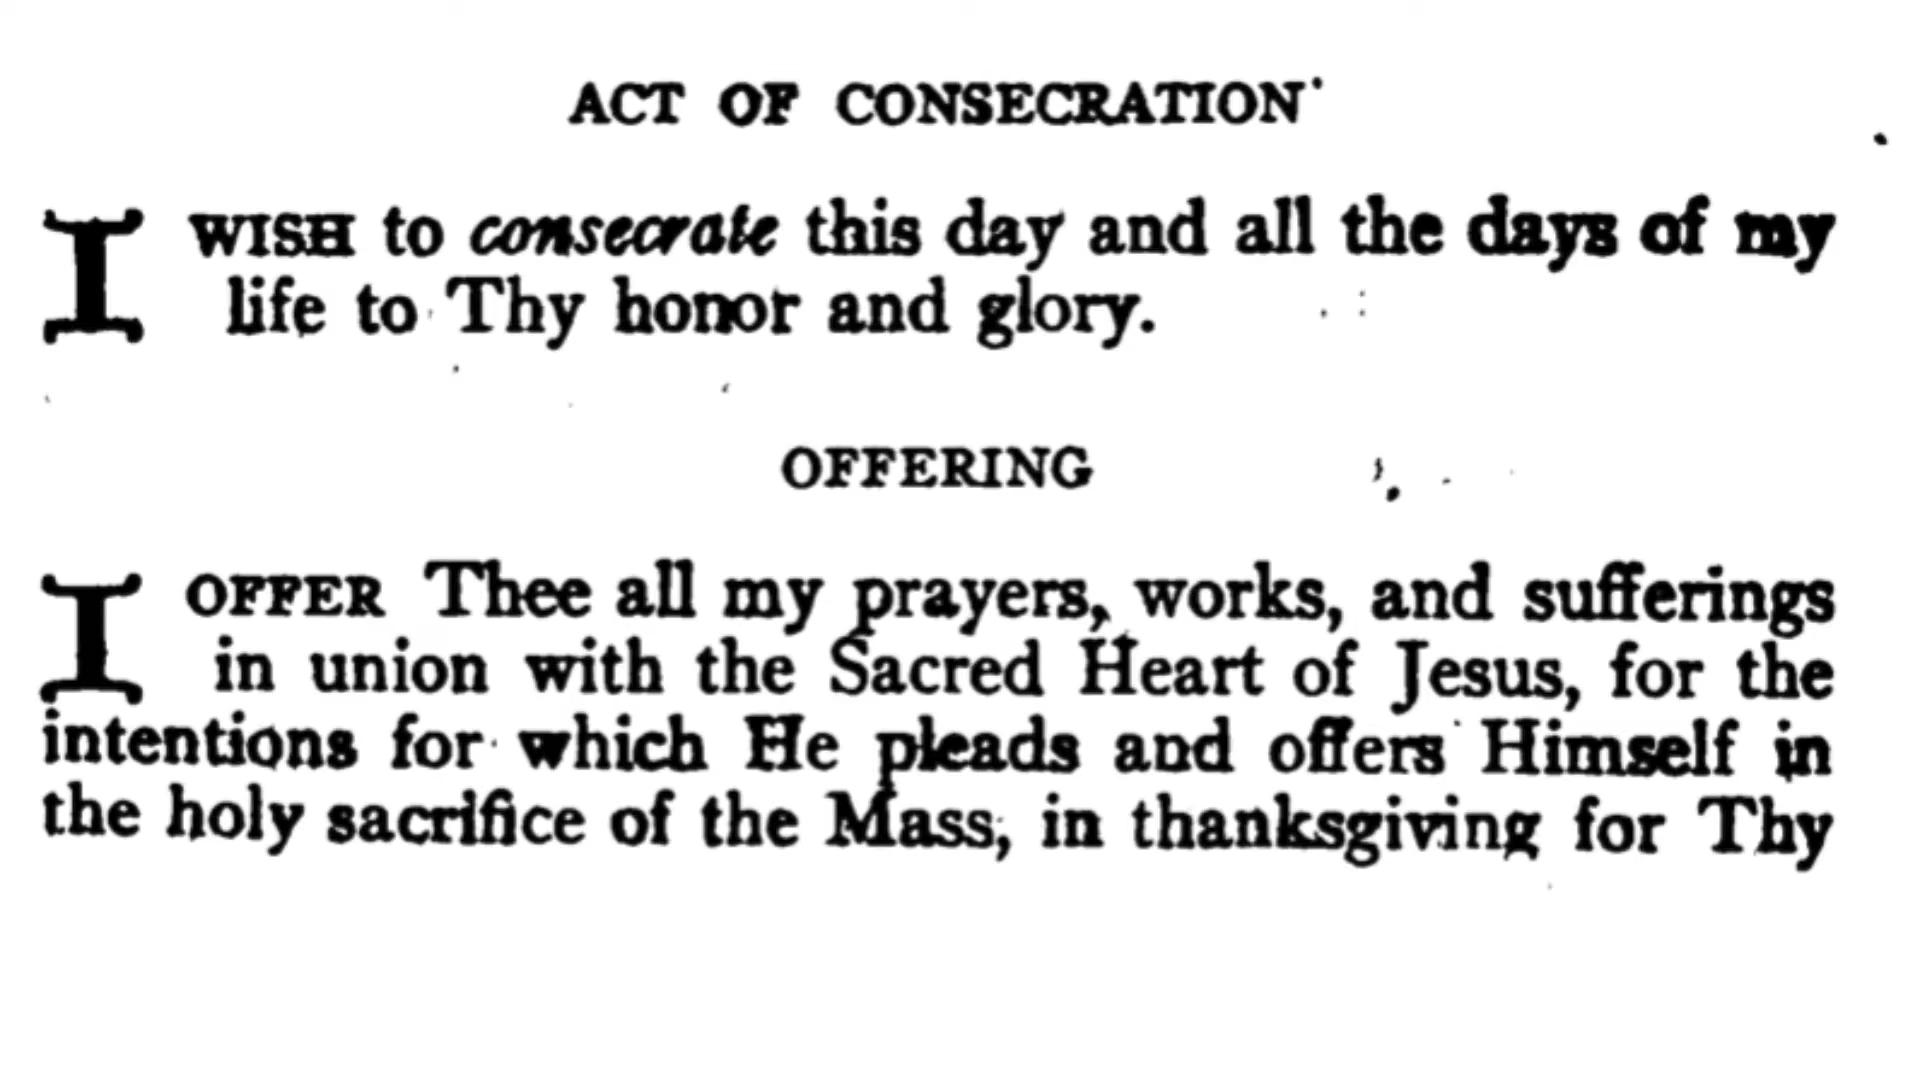 ACT OF CONSECRATION
I WISH to consecrate this day and all the days of my
life to Thy honor and glory.
OFFERING
I OFFER Thee all my prayers, works, and sufferings
in union with the Sacred Heart of Jesus, for the
intentions for which He pleads and offers Himself in
the holy sacrifice of the Mass, in thanksgiving for Thy